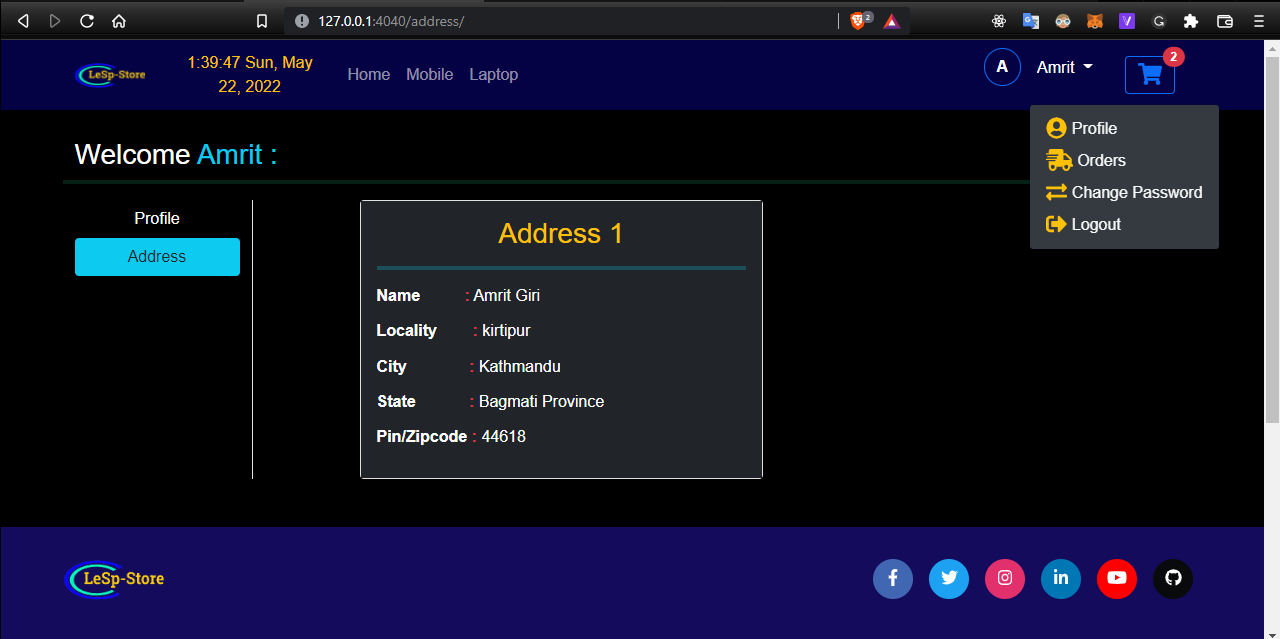 127.0.0.1:4040/address/
2
LeSp-Store
1:39:47 Sun, May
22, 2022
Home Mobile Laptop
A
Amrit
2
Profile
Orders
Change Password
Logout
Welcome Amrit :
Profile
Address
Address 1
Name : Amrit Giri
Locality : kirtipur
City : Kathmandu
State : Bagmati Province
Pin/Zipcode : 44618
LeSp-Store